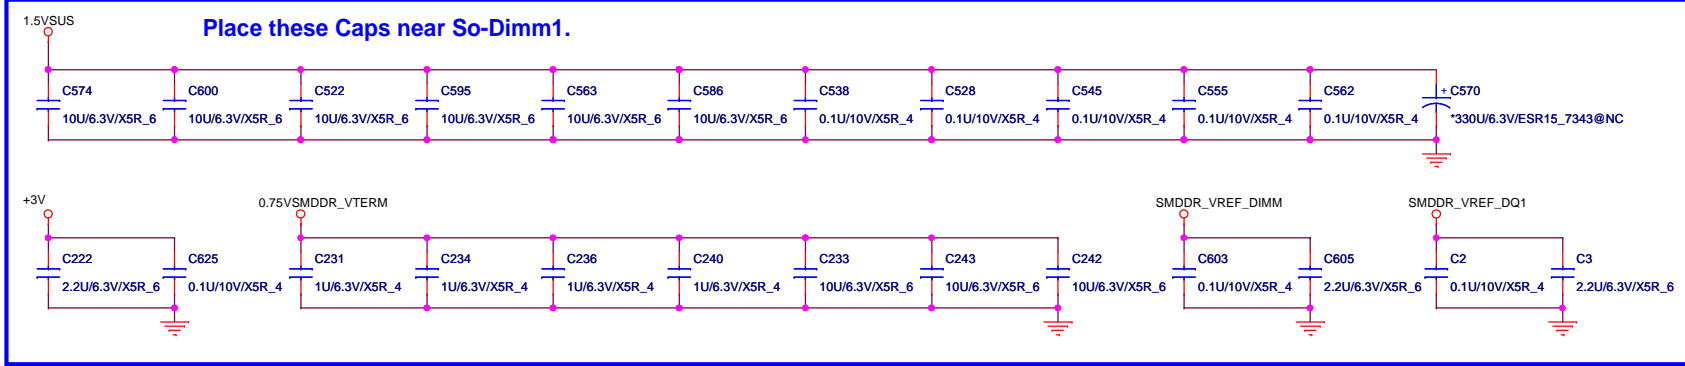 1.5VSUS
Place these Caps near So-Dimm1.
C574 C600 C522 C595 C563 C586 C538 C528 C545 C555 C562 + C570
10U/6.3V/X5R_6 10U/6.3V/X5R_6 10U/6.3V/X5R_6 10U/6.3V/X5R_6 10U/6.3V/X5R_6 10U/6.3V/X5R_6 0.1U/10V/X5R_4 0.1U/10V/X5R_4 0.1U/10V/X5R_4 0.1U/10V/X5R_4 0.1U/10V/X5R_4 *330U/6.3V/ESR15_7343@NC
+3V 0.75VSMDDR_VTERM SMDDR_VREF_DIMM SMDDR_VREF_DQ1
C222 C625 C231 C234 C236 C240 C233 C243 C242 C603 C605 C2 C3
2.2U/6.3V/X5R_6 0.1U/10V/X5R_4 1U/6.3V/X5R_4 1U/6.3V/X5R_4 1U/6.3V/X5R_4 1U/6.3V/X5R_4 10U/6.3V/X5R_6 10U/6.3V/X5R_6 10U/6.3V/X5R_6 0.1U/10V/X5R_4 2.2U/6.3V/X5R_6 0.1U/10V/X5R_4 2.2U/6.3V/X5R_6